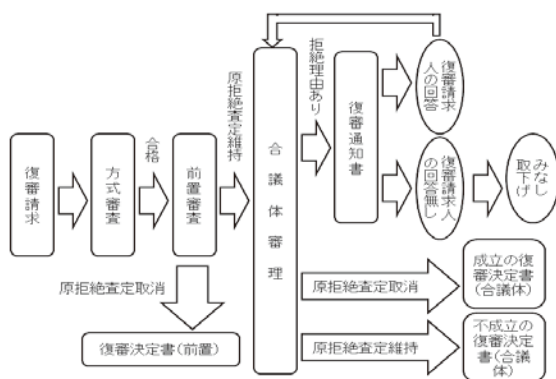 復審請求
方式審査
合格
前置審査
原拒絶査定維持
合議体審理
拒絶理由あり
復審通知書
復審請求
人の回答
復審請求人
の回答無し
みなし
取下げ
原拒絶査定取消
復審決定書(前置)
原拒絶査定取消
成立の復
審決定書
(合議体)
原拒絶査定維持
不成立の
復審決定
書(合議
体)